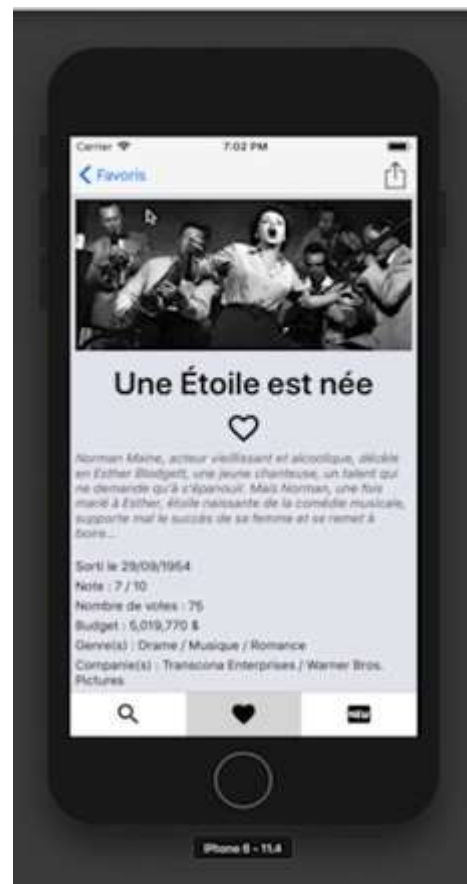 Carrier 7:02 PM
Favoris
Une Étoile est née
Norman Maine, acteur vieillissant et alcoolique, décèle
en Esther Blodgett, une jeune chanteuse, un talent qui
ne demande qu'à s'épanouir. Mais Norman, une fois
marié à Esther, étoile naissante de la comédie musicale,
supporte mal le succès de sa femme et se remet à
boire...
Sorti le 29/09/1954
Note : 7 / 10
Nombre de votes : 75
Budget : 5,019,770 $
Genre(s) : Drame / Musique / Romance
Companie(s) : Transcona Enterprises / Warner Bros.
Pictures
NEW
iPhone 6 - 11.4